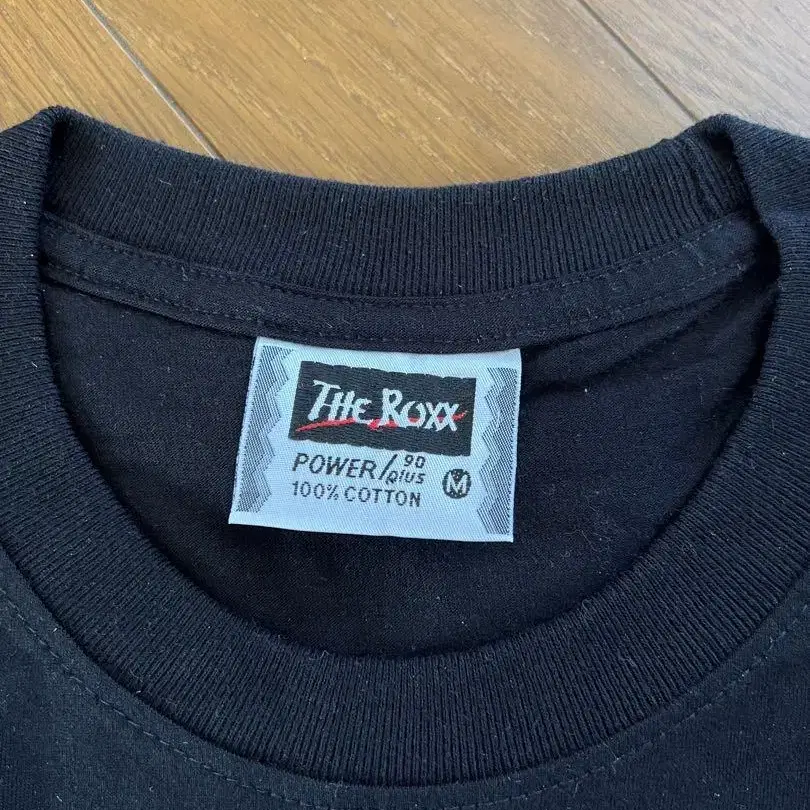 THE ROXX
POWER/90 plus
100% COTTON
M